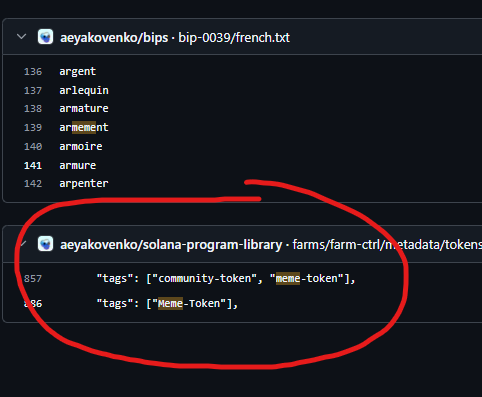 aeyakovenko/bips · bip-0039/french.txt
136 argent
137 arlequin
138 armature
139 armement
140 armoire
141 armure
142 arpenter
aeyakovenko/solana-program-library · farms/farm-ctrl/metadata/tokens
857 "tags": ["community-token", "meme-token"],
886 "tags": ["Meme-Token"],